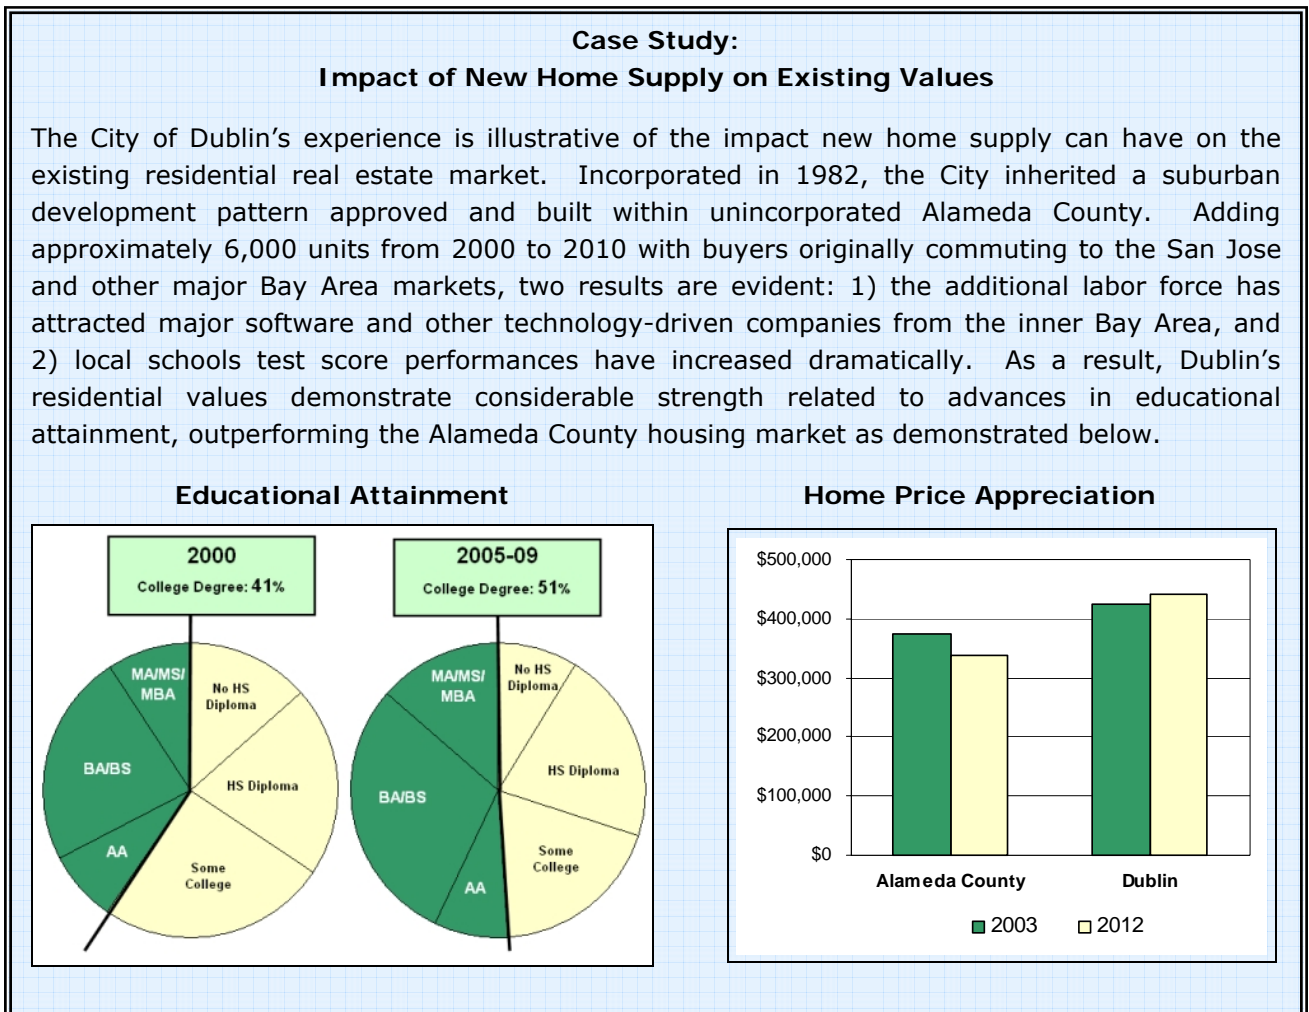 Case Study:
Impact of New Home Supply on Existing Values
The City of Dublin's experience is illustrative of the impact new home supply can have on the
existing residential real estate market. Incorporated in 1982, the City inherited a suburban
development pattern approved and built within unincorporated Alameda County. Adding
approximately 6,000 units from 2000 to 2010 with buyers originally commuting to the San Jose
and other major Bay Area markets, two results are evident: 1) the additional labor force has
attracted major software and other technology-driven companies from the inner Bay Area, and
2) local schools test score performances have increased dramatically. As a result, Dublin's
residential values demonstrate considerable strength related to advances in educational
attainment, outperforming the Alameda County housing market as demonstrated below.
Educational Attainment
2000
College Degree: 41%
MA/MS/
MBA
No HS
Diploma
BA/BS
HS Diploma
AA
Some
College
2005-09
College Degree: 51%
MA/MS/
MBA
No HS
Diploma
HS Diploma
BA/BS
Some
College
AA
Home Price Appreciation
$500,000
$400,000
$300,000
$200,000
$100,000
$0
Alameda County
Dublin
2003
2012